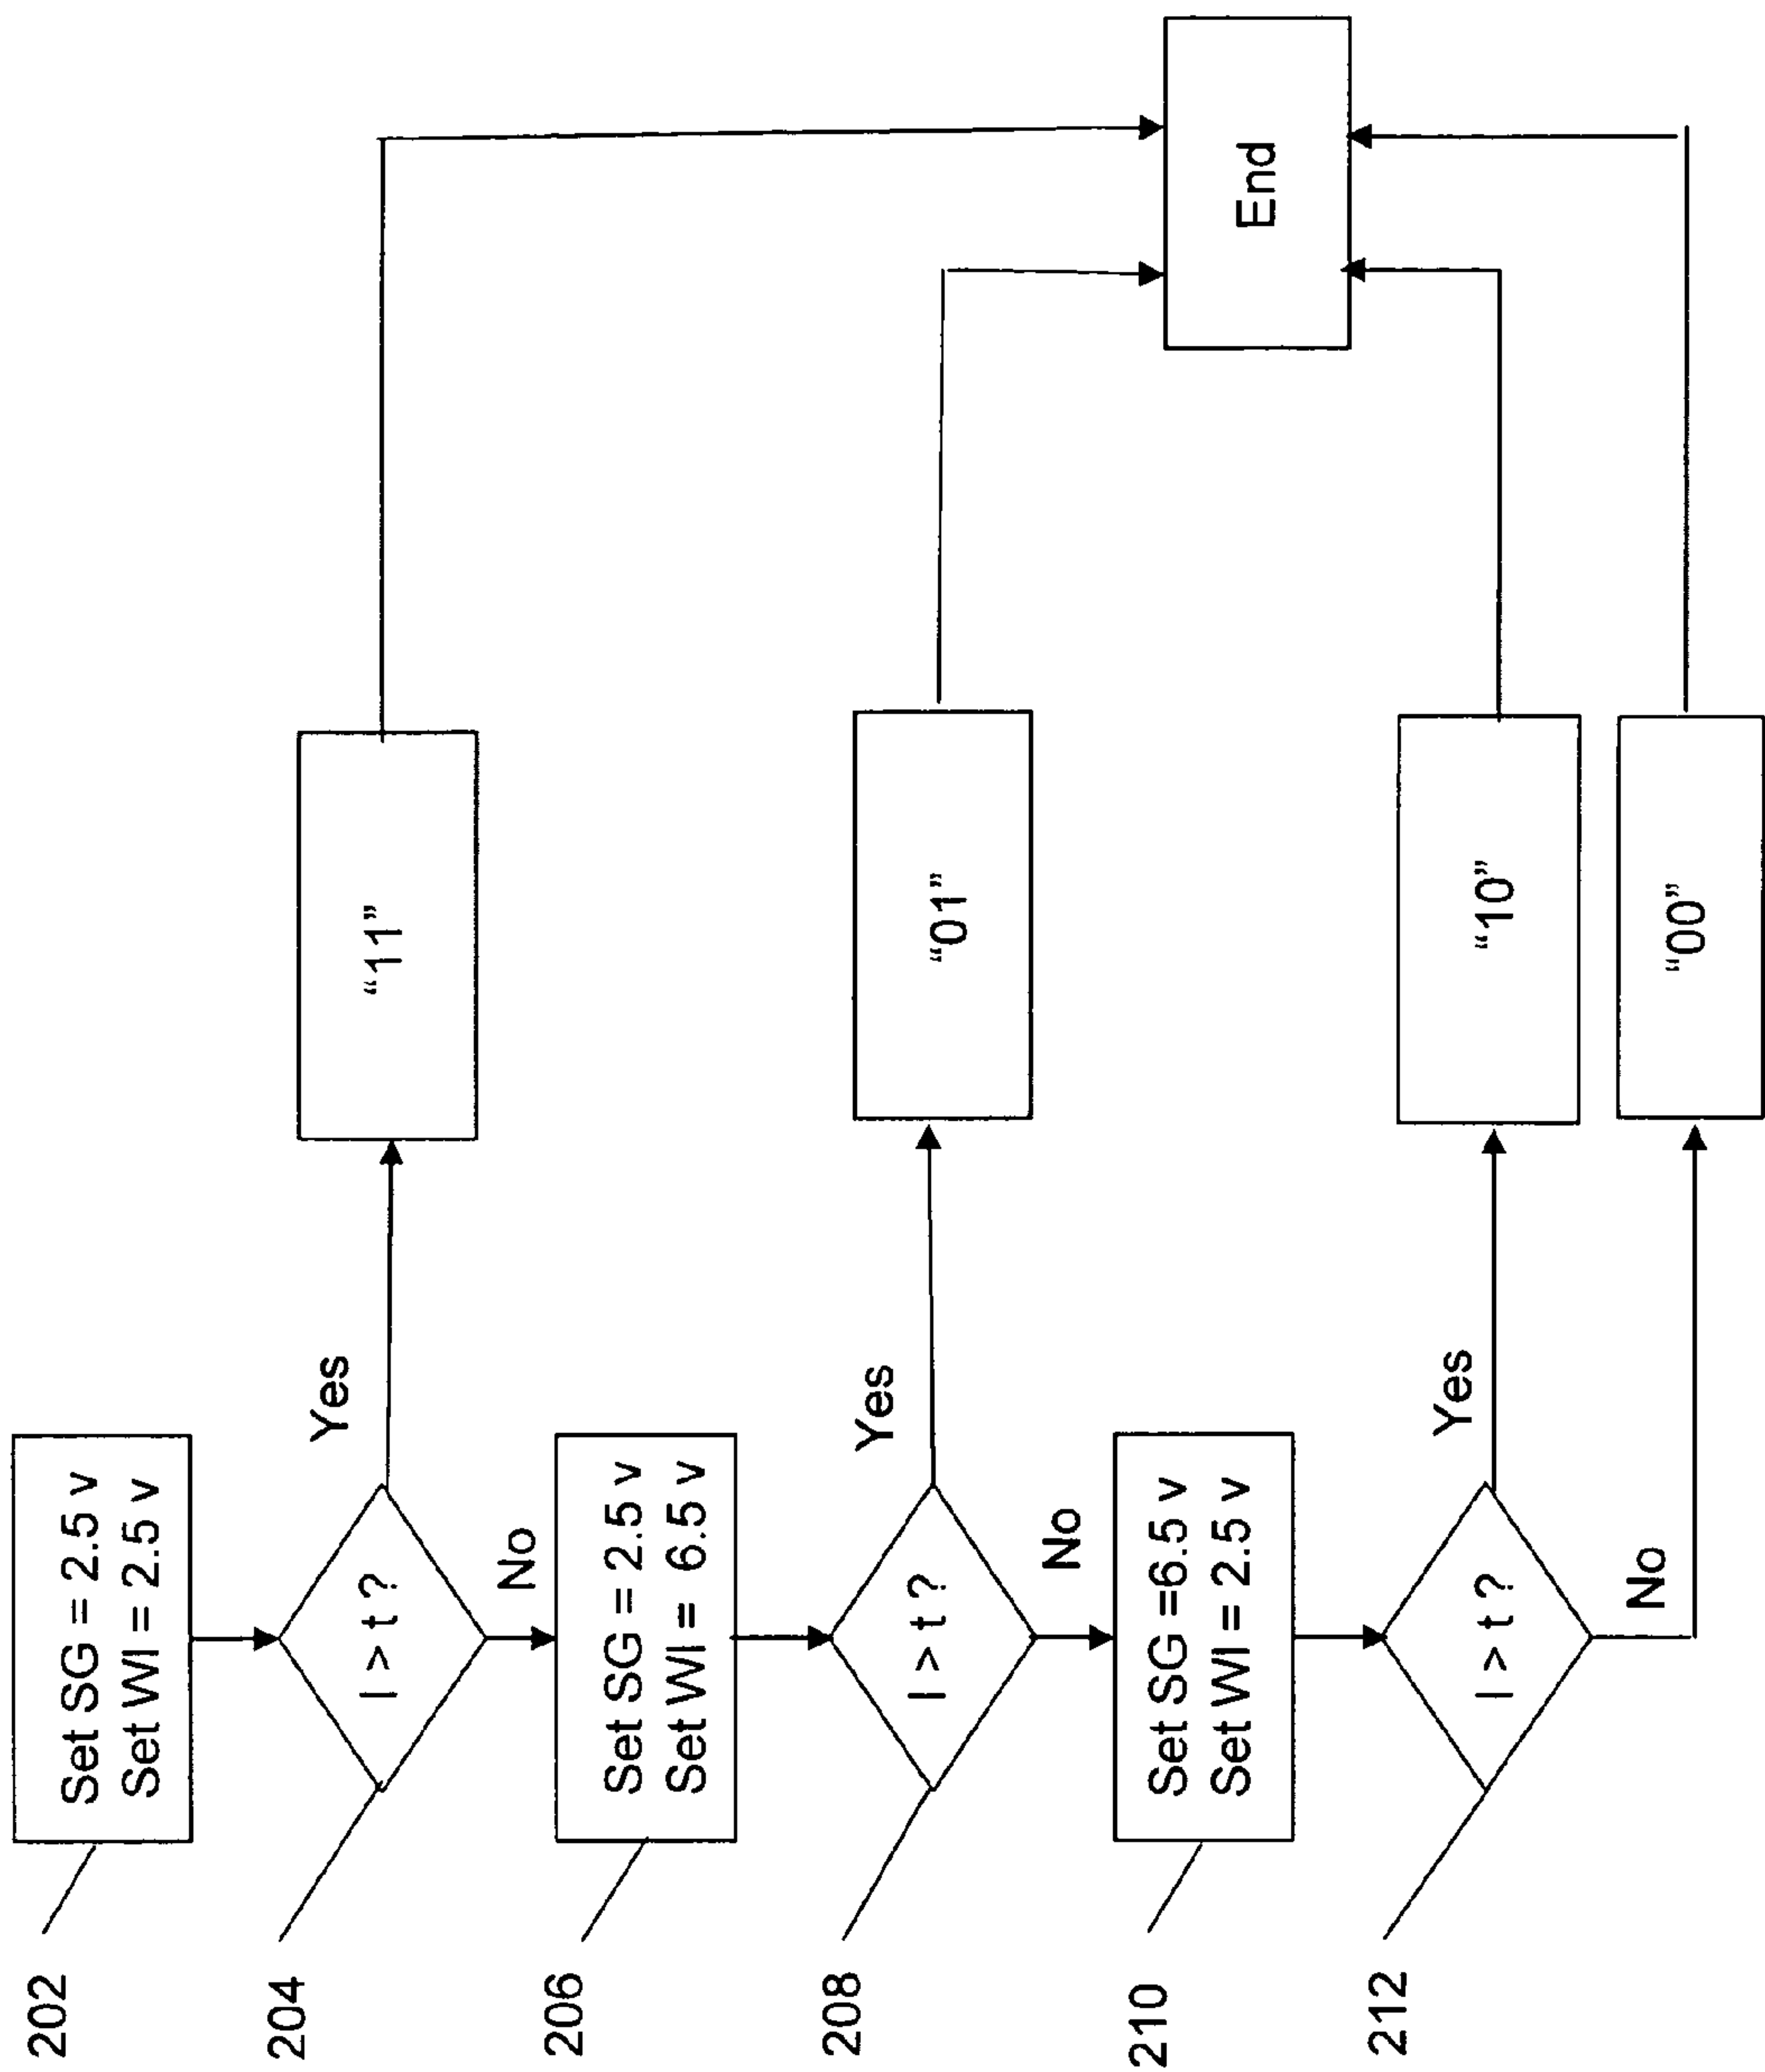 202
Set SG = 2.5 v
Set WI = 2.5 v
204
I > t ?
Yes
“11”
No
206
Set SG = 2.5 v
Set WI = 6.5 v
208
I > t ?
Yes
“01”
End
No
210
Set SG =6.5 v
Set WI = 2.5 v
212
I > t ?
Yes
“10”
No
“00”